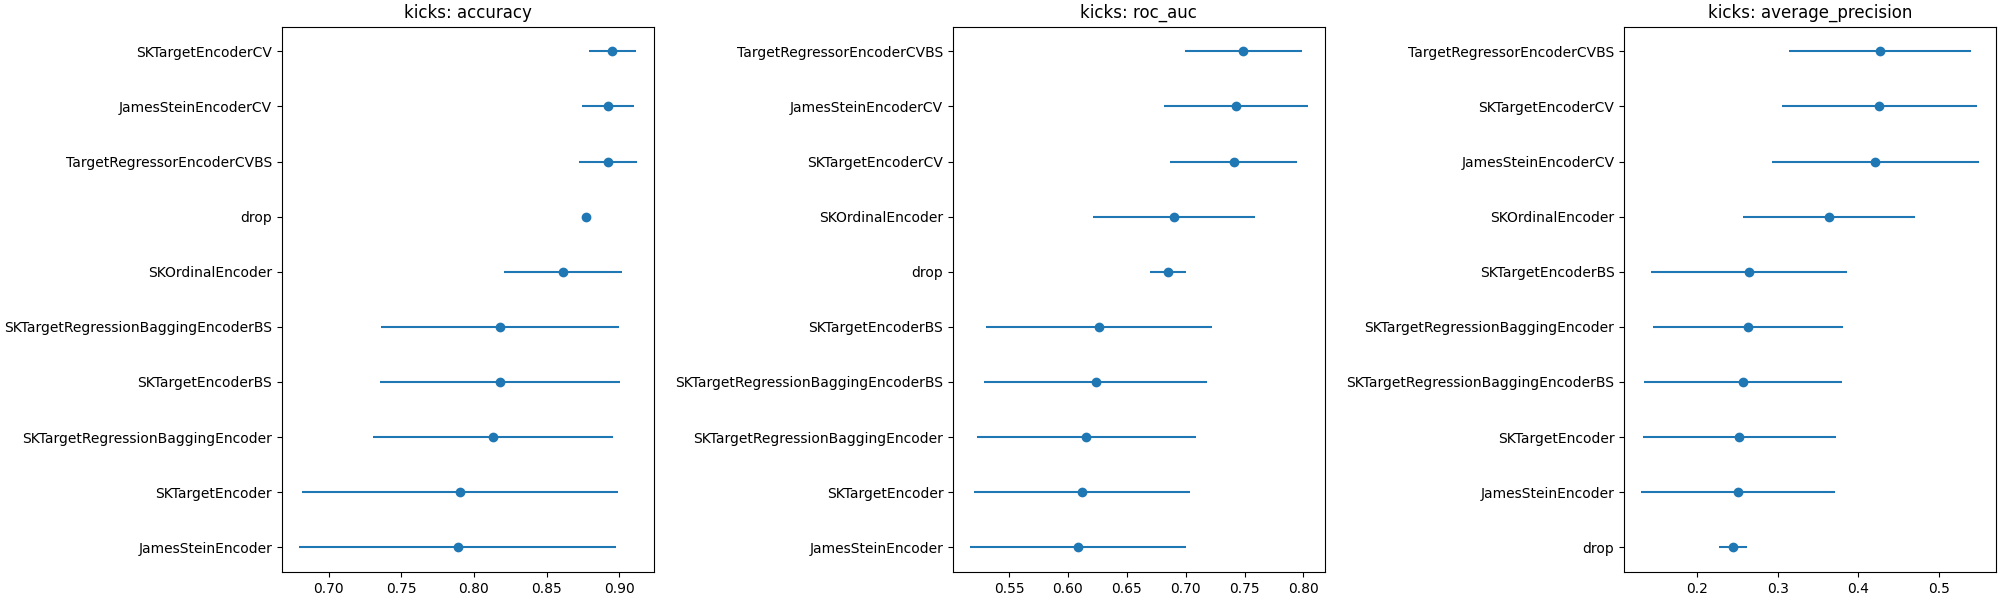 kicks: accuracy
SKTargetEncoderCV
JamesSteinEncoderCV
TargetRegressorEncoderCVBS
drop
SKOrdinalEncoder
SKTargetRegressionBaggingEncoderBS
SKTargetEncoderBS
SKTargetRegressionBaggingEncoder
SKTargetEncoder
JamesSteinEncoder
0.70 0.75 0.80 0.85 0.90
kicks: roc_auc
TargetRegressorEncoderCVBS
JamesSteinEncoderCV
SKTargetEncoderCV
SKOrdinalEncoder
drop
SKTargetEncoderBS
SKTargetRegressionBaggingEncoderBS
SKTargetRegressionBaggingEncoder
SKTargetEncoder
JamesSteinEncoder
0.55 0.60 0.65 0.70 0.75 0.80
kicks: average_precision
TargetRegressorEncoderCVBS
SKTargetEncoderCV
JamesSteinEncoderCV
SKOrdinalEncoder
SKTargetEncoderBS
SKTargetRegressionBaggingEncoder
SKTargetRegressionBaggingEncoderBS
SKTargetEncoder
JamesSteinEncoder
drop
0.2 0.3 0.4 0.5